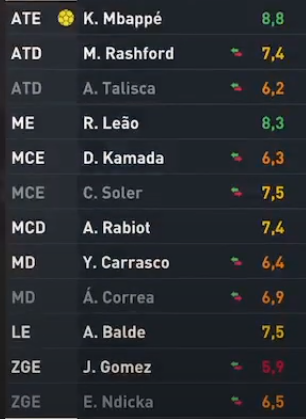 ATE K. Mbappé 8,8
ATD M. Rashford 7,4
ATD A. Talisca 6,2
ME R. Leão 8,3
MCE D. Kamada 6,3
MCE C. Soler 7,5
MCD A. Rabiot 7,4
MD Y. Carrasco 6,4
MD Á. Correa 6,9
LE A. Balde 7,5
ZGE J. Gomez 5,9
ZGE E. Ndicka 6,5